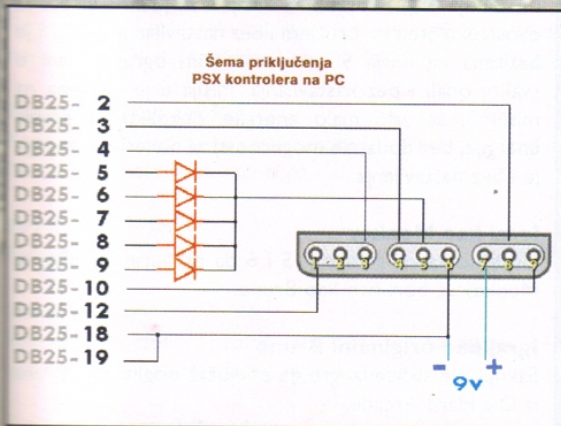 Šema priključenja
PSX kontrolera na PC
DB25- 2
DB25- 3
DB25- 4
DB25- 5
DB25- 6
DB25- 7
DB25- 8
DB25- 9
DB25- 10
DB25- 12
DB25- 18
DB25- 19
1 2 3 4 5 6 7 8 9
- +
9v